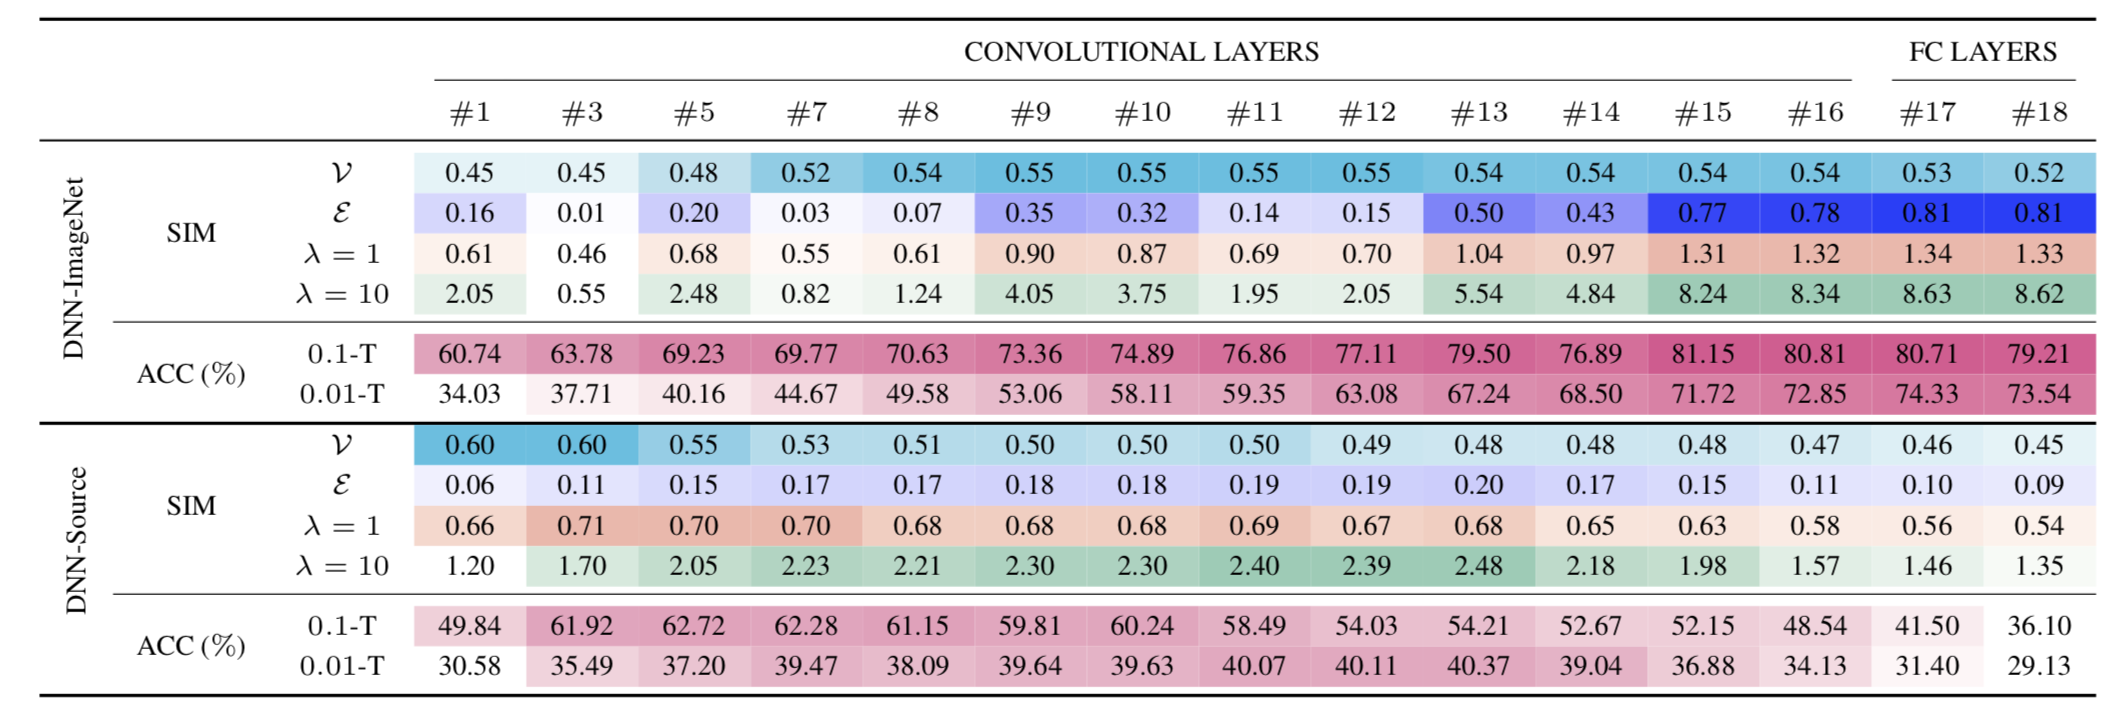 CONVOLUTIONAL LAYERS FC LAYERS
#1 #3 #5 #7 #8 #9 #10 #11 #12 #13 #14 #15 #16 #17 #18
DNN-ImageNet
SIM
𝒱 0.45 0.45 0.48 0.52 0.54 0.55 0.55 0.55 0.55 0.54 0.54 0.54 0.54 0.53 0.52
ℰ 0.16 0.01 0.20 0.03 0.07 0.35 0.32 0.14 0.15 0.50 0.43 0.77 0.78 0.81 0.81
λ = 1 0.61 0.46 0.68 0.55 0.61 0.90 0.87 0.69 0.70 1.04 0.97 1.31 1.32 1.34 1.33
λ = 10 2.05 0.55 2.48 0.82 1.24 4.05 3.75 1.95 2.05 5.54 4.84 8.24 8.34 8.63 8.62
ACC (%)
0.1-T 60.74 63.78 69.23 69.77 70.63 73.36 74.89 76.86 77.11 79.50 76.89 81.15 80.81 80.71 79.21
0.01-T 34.03 37.71 40.16 44.67 49.58 53.06 58.11 59.35 63.08 67.24 68.50 71.72 72.85 74.33 73.54
DNN-Source
SIM
𝒱 0.60 0.60 0.55 0.53 0.51 0.50 0.50 0.50 0.49 0.48 0.48 0.48 0.47 0.46 0.45
ℰ 0.06 0.11 0.15 0.17 0.17 0.18 0.18 0.19 0.19 0.20 0.17 0.15 0.11 0.10 0.09
λ = 1 0.66 0.71 0.70 0.70 0.68 0.68 0.68 0.69 0.67 0.68 0.65 0.63 0.58 0.56 0.54
λ = 10 1.20 1.70 2.05 2.23 2.21 2.30 2.30 2.40 2.39 2.48 2.18 1.98 1.57 1.46 1.35
ACC (%)
0.1-T 49.84 61.92 62.72 62.28 61.15 59.81 60.24 58.49 54.03 54.21 52.67 52.15 48.54 41.50 36.10
0.01-T 30.58 35.49 37.20 39.47 38.09 39.64 39.63 40.07 40.11 40.37 39.04 36.88 34.13 31.40 29.13